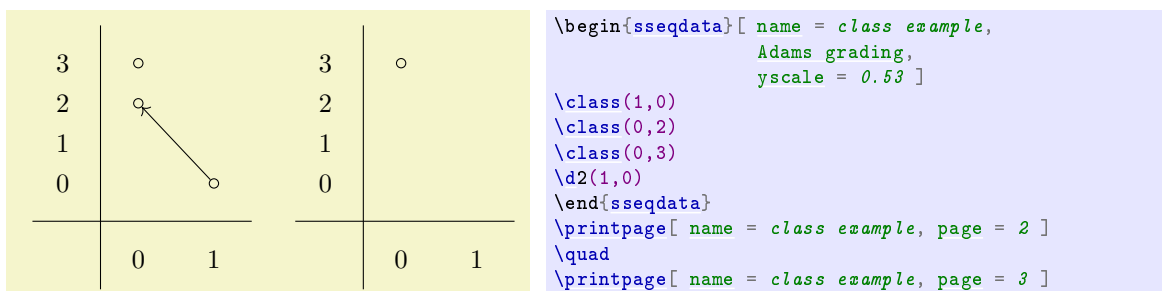 3 3
2 2
1 1
0 0
0 1 0 1
\begin{sseqdata}[ name = class example,
Adams grading,
yscale = 0.53 ]
\class(1,0)
\class(0,2)
\class(0,3)
\d2(1,0)
\end{sseqdata}
\printpage[ name = class example, page = 2 ]
\quad
\printpage[ name = class example, page = 3 ]